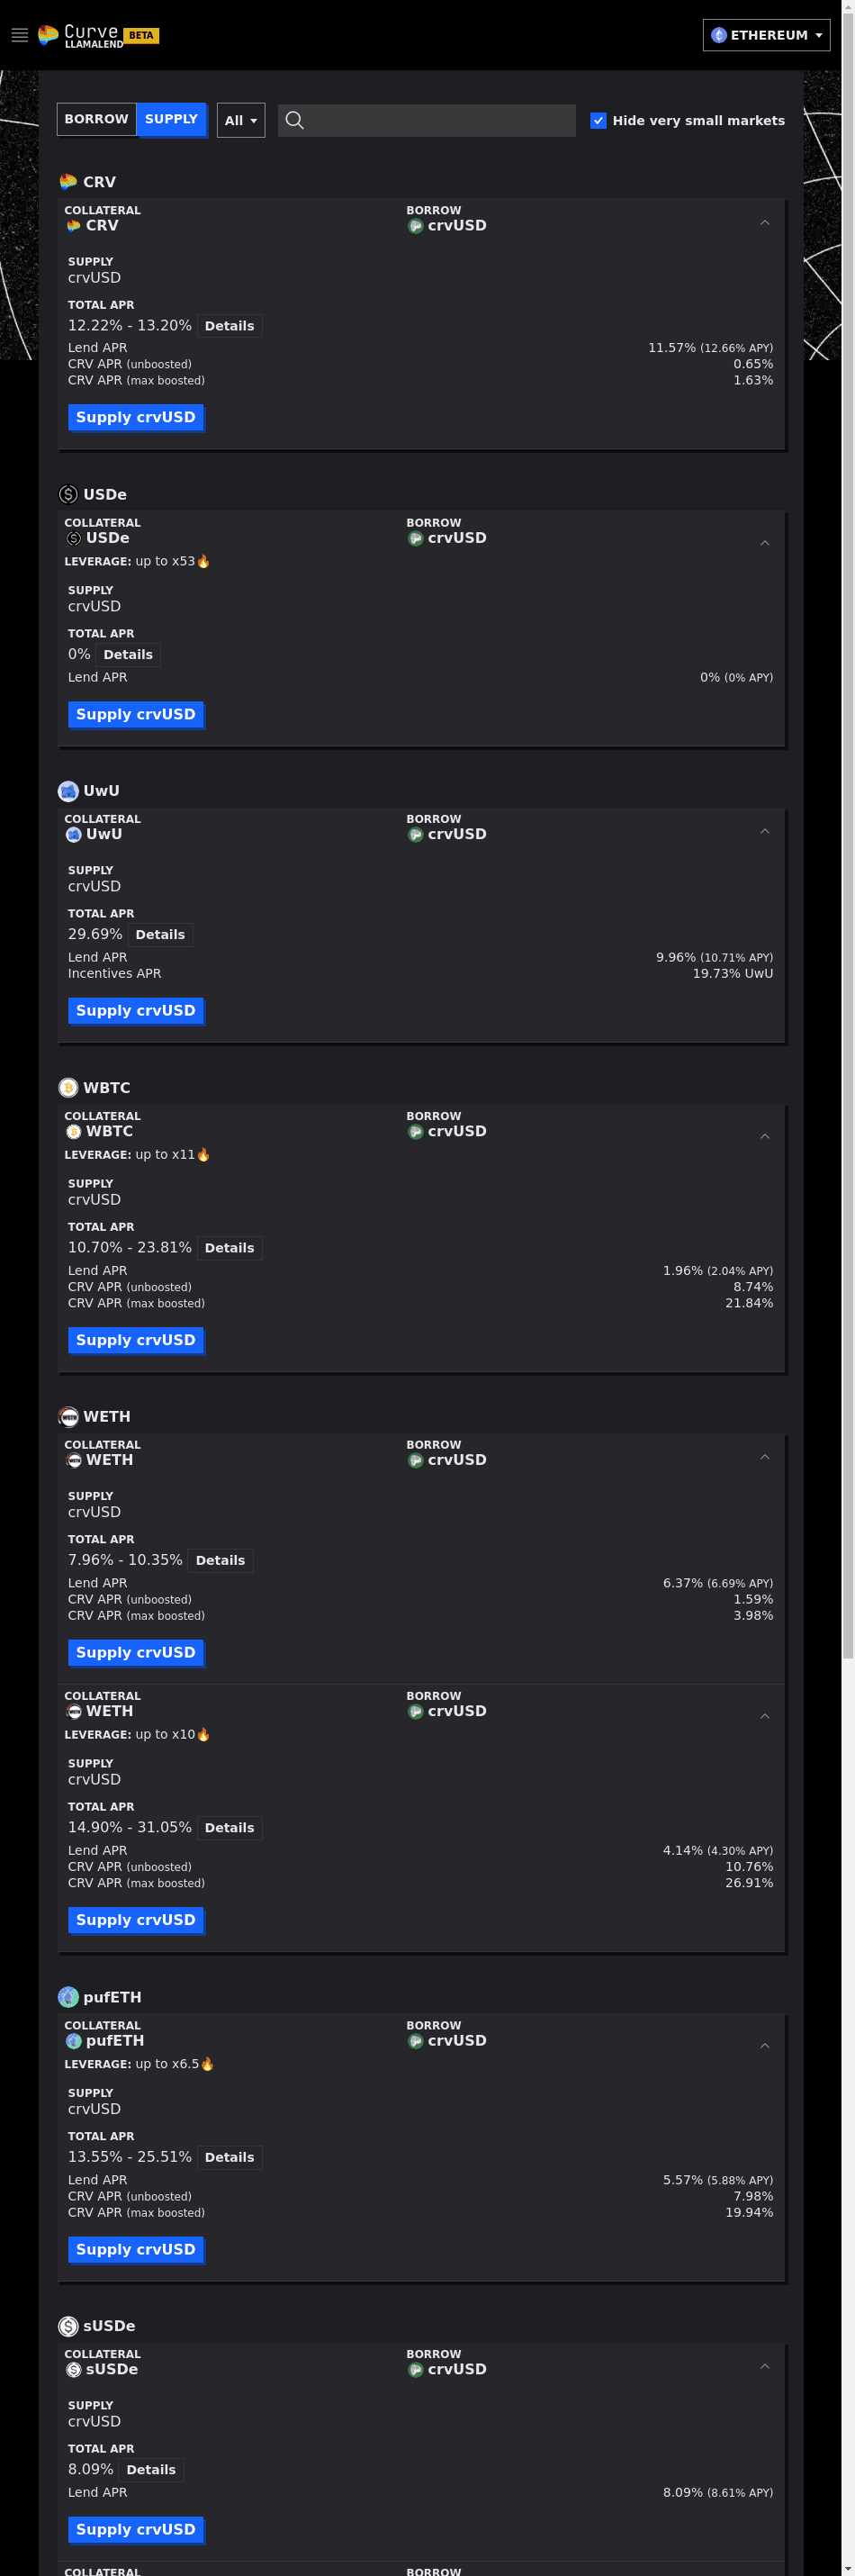 Curve
LLAMALEND
BETA
ETHEREUM
BORROW SUPPLY All Hide very small markets
CRV
COLLATERAL BORROW
CRV crvUSD
SUPPLY
crvUSD
TOTAL APR
12.22% - 13.20% Details
Lend APR 11.57% (12.66% APY)
CRV APR (unboosted) 0.65%
CRV APR (max boosted) 1.63%
Supply crvUSD
USDe
COLLATERAL BORROW
USDe crvUSD
LEVERAGE: up to x53🔥
SUPPLY
crvUSD
TOTAL APR
0% Details
Lend APR 0% (0% APY)
Supply crvUSD
UwU
COLLATERAL BORROW
UwU crvUSD
SUPPLY
crvUSD
TOTAL APR
29.69% Details
Lend APR 9.96% (10.71% APY)
Incentives APR 19.73% UwU
Supply crvUSD
WBTC
COLLATERAL BORROW
WBTC crvUSD
LEVERAGE: up to x11🔥
SUPPLY
crvUSD
TOTAL APR
10.70% - 23.81% Details
Lend APR 1.96% (2.04% APY)
CRV APR (unboosted) 8.74%
CRV APR (max boosted) 21.84%
Supply crvUSD
WETH
COLLATERAL BORROW
WETH crvUSD
SUPPLY
crvUSD
TOTAL APR
7.96% - 10.35% Details
Lend APR 6.37% (6.69% APY)
CRV APR (unboosted) 1.59%
CRV APR (max boosted) 3.98%
Supply crvUSD
COLLATERAL BORROW
WETH crvUSD
LEVERAGE: up to x10🔥
SUPPLY
crvUSD
TOTAL APR
14.90% - 31.05% Details
Lend APR 4.14% (4.30% APY)
CRV APR (unboosted) 10.76%
CRV APR (max boosted) 26.91%
Supply crvUSD
pufETH
COLLATERAL BORROW
pufETH crvUSD
LEVERAGE: up to x6.5🔥
SUPPLY
crvUSD
TOTAL APR
13.55% - 25.51% Details
Lend APR 5.57% (5.88% APY)
CRV APR (unboosted) 7.98%
CRV APR (max boosted) 19.94%
Supply crvUSD
sUSDe
COLLATERAL BORROW
sUSDe crvUSD
SUPPLY
crvUSD
TOTAL APR
8.09% Details
Lend APR 8.09% (8.61% APY)
Supply crvUSD
COLLATERAL BORROW